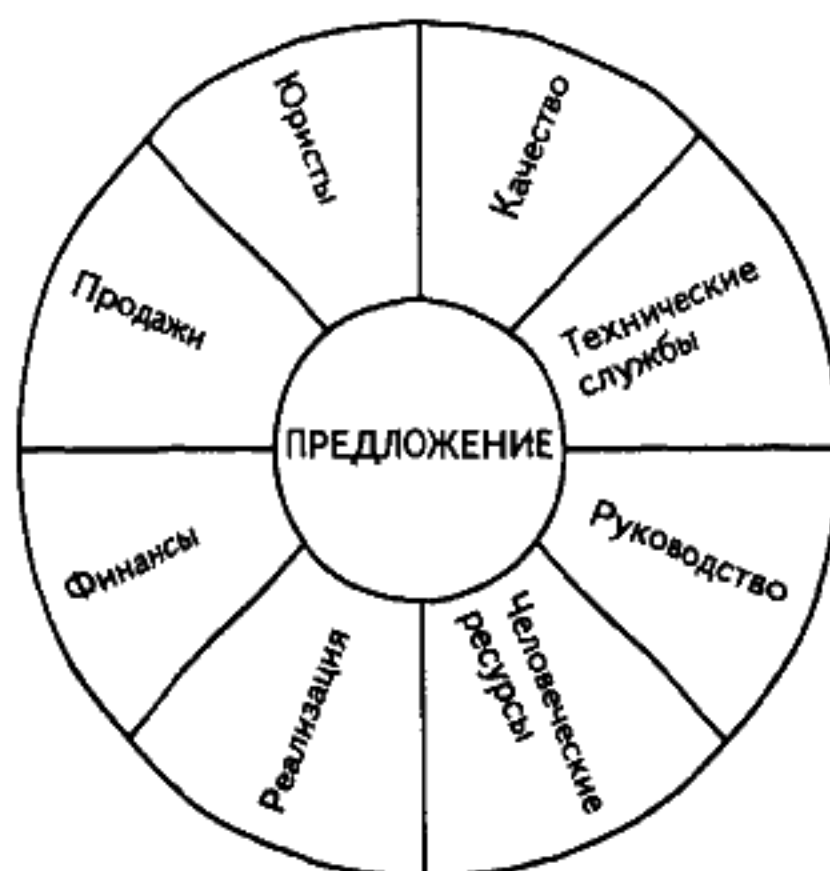 Юристы
Качество
Продажи
Технические
службы
ПРЕДЛОЖЕНИЕ
Финансы
Руководство
Реализация
Человеческие
ресурсы